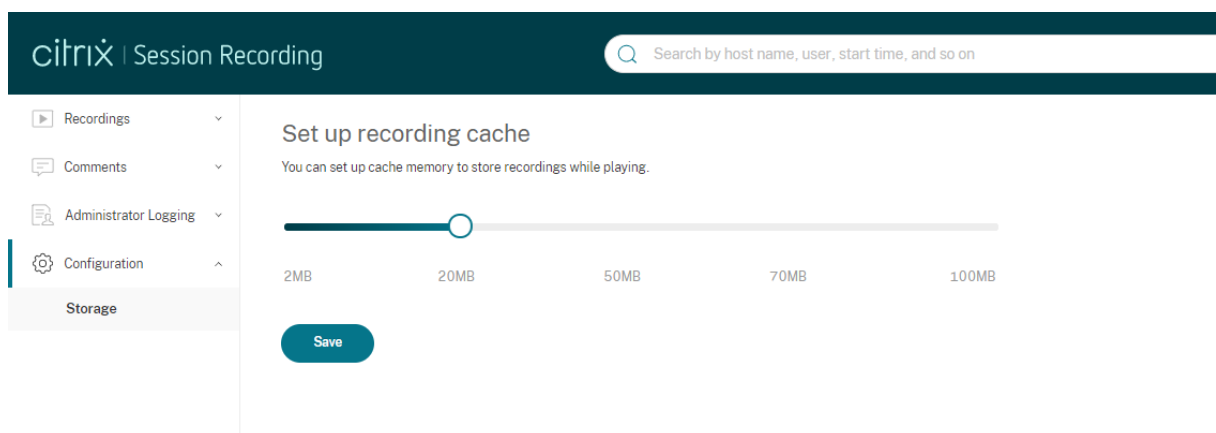 citrix | Session Recording
Search by host name, user, start time, and so on
Recordings
Comments
Administrator Logging
Configuration
Storage
Set up recording cache
You can set up cache memory to store recordings while playing.
2MB 20MB 50MB 70MB 100MB
Save